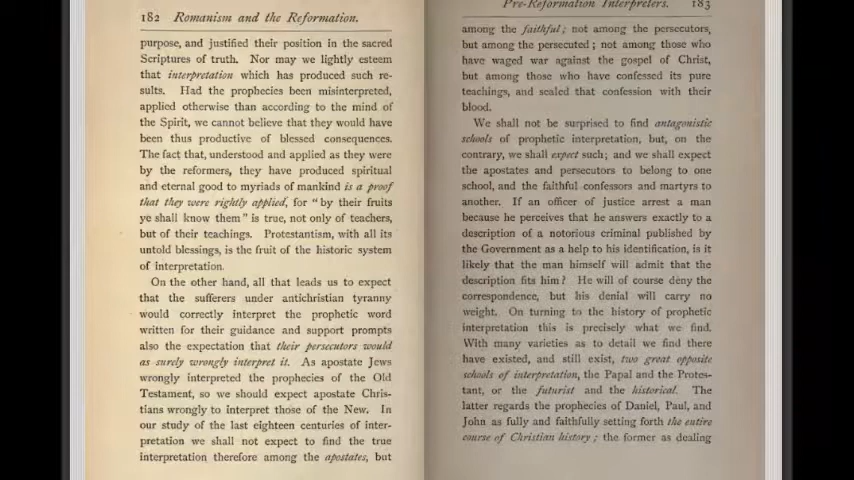 182 Romanism and the Reformation.
purpose, and justified their position in the sacred
Scriptures of truth. Nor may we lightly esteem
that interpretation which has produced such re-
sults. Had the prophecies been misinterpreted,
applied otherwise than according to the mind of
the Spirit, we cannot believe that they would have
been thus productive of blessed consequences.
The fact that, understood and applied as they were
by the reformers, they have produced spiritual
and eternal good to myriads of mankind is a proof
that they were rightly applied, for "by their fruits
ye shall know them" is true, not only of teachers,
but of their teachings. Protestantism, with all its
untold blessings, is the fruit of the historic system
of interpretation.
On the other hand, all that leads us to expect
that the sufferers under antichristian tyranny
would correctly interpret the prophetic word
written for their guidance and support prompts
also the expectation that their persecutors would
as surely wrongly interpret it. As apostate Jews
wrongly interpreted the prophecies of the Old
Testament, so we should expect apostate Chris-
tians wrongly to interpret those of the New. In
our study of the last eighteen centuries of inter-
pretation we shall not expect to find the true
interpretation therefore among the apostates, but
Pre-Reformation Interpreters. 183
among the faithful; not among the persecutors,
but among the persecuted; not among those who
have waged war against the gospel of Christ,
but among those who have confessed its pure
teachings, and sealed that confession with their
blood.
We shall not be surprised to find antagonistic
schools of prophetic interpretation, but, on the
contrary, we shall expect such; and we shall expect
the apostates and persecutors to belong to one
school, and the faithful confessors and martyrs to
another. If an officer of justice arrest a man
because he perceives that he answers exactly to a
description of a notorious criminal published by
the Government as a help to his identification, is it
likely that the man himself will admit that the
description fits him? He will of course deny the
correspondence, but his denial will carry no
weight. On turning to the history of prophetic
interpretation this is precisely what we find.
With many varieties as to detail we find there
have existed, and still exist, two great opposite
schools of interpretation, the Papal and the Protes-
tant, or the futurist and the historical. The
latter regards the prophecies of Daniel, Paul, and
John as fully and faithfully setting forth the entire
course of Christian history; the former as dealing